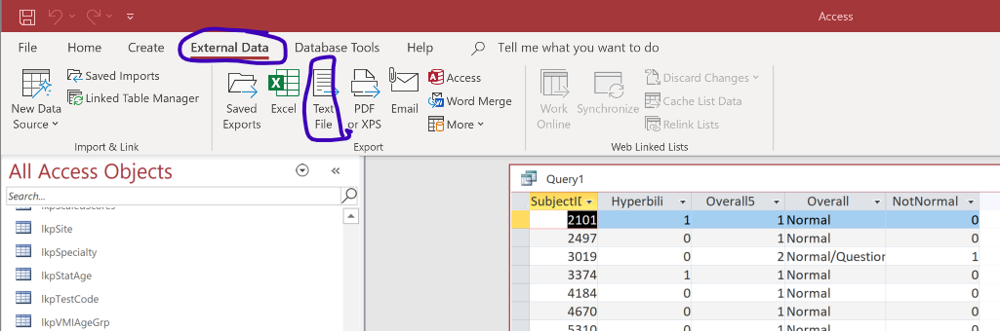 Access
File Home Create External Data Database Tools Help Tell me what you want to do
New Data Source
Saved Imports
Linked Table Manager
Import & Link
Saved Exports
Excel
Text File
PDF or XPS
Email
Access
Word Merge
More
Export
Work Online
Synchronize
Discard Changes
Cache List Data
Relink Lists
Web Linked Lists
All Access Objects
Search...
lkpScaledScores
lkpSite
lkpSpecialty
lkpStatAge
lkpTestCode
lkpVMIAgeGrp
Query1
SubjectID Hyperbili Overall5 Overall NotNormal
2101 1 1 Normal 0
2497 0 1 Normal 0
3019 0 2 Normal/Question 1
3374 1 1 Normal 0
4184 0 1 Normal 0
4670 0 1 Normal 0
5310 0 1 Normal 0